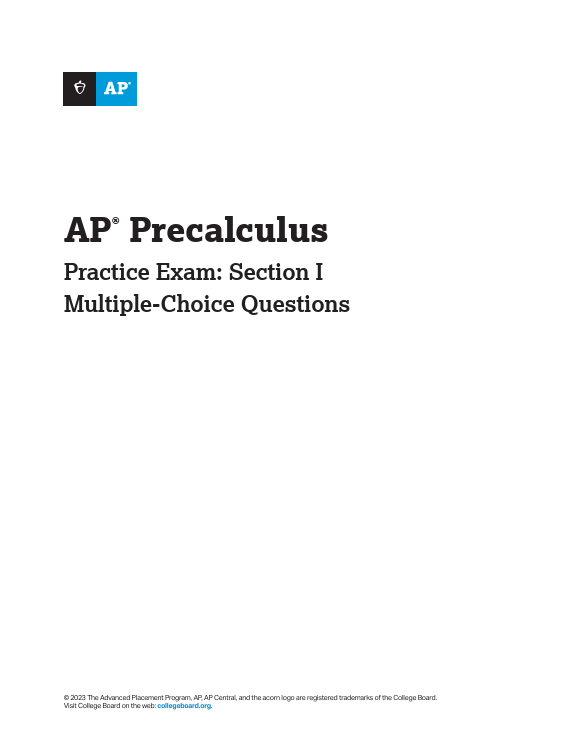 AP®
AP® Precalculus
Practice Exam: Section I
Multiple-Choice Questions
© 2023 The Advanced Placement Program, AP, AP Central, and the acorn logo are registered trademarks of the College Board.
Visit College Board on the web: collegeboard.org.